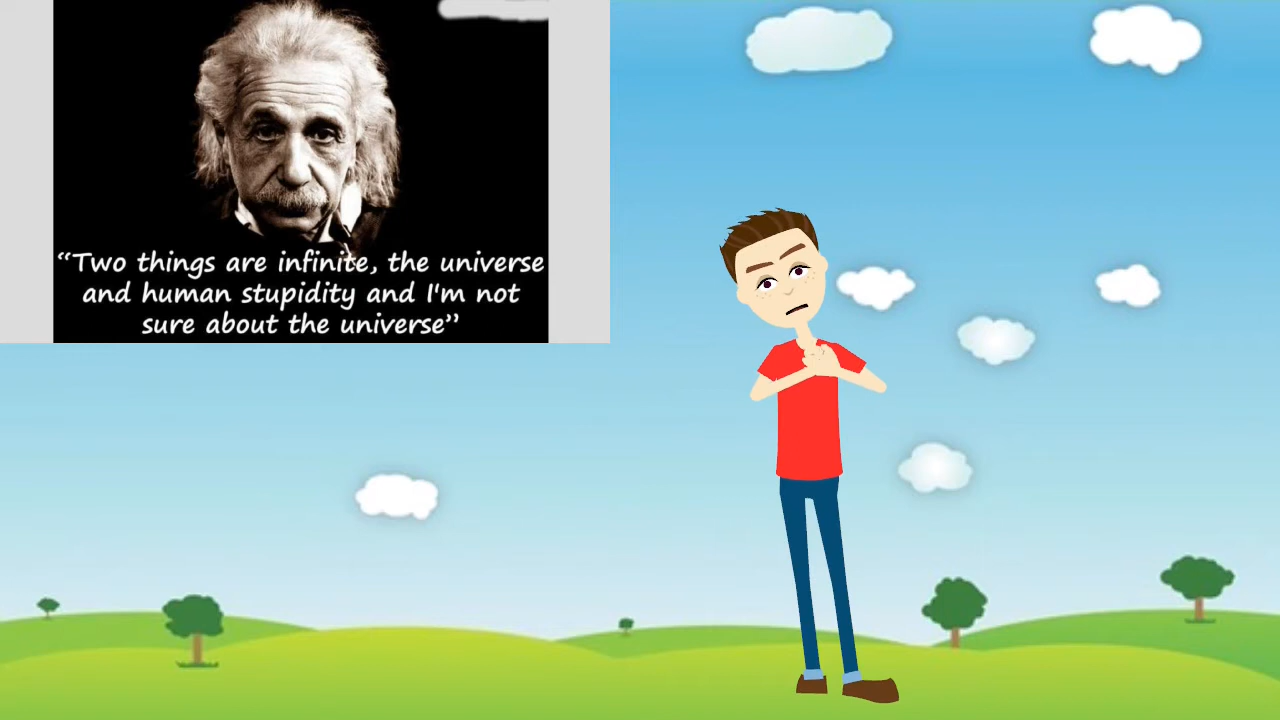 “Two things are infinite, the universe
and human stupidity and I'm not
sure about the universe”